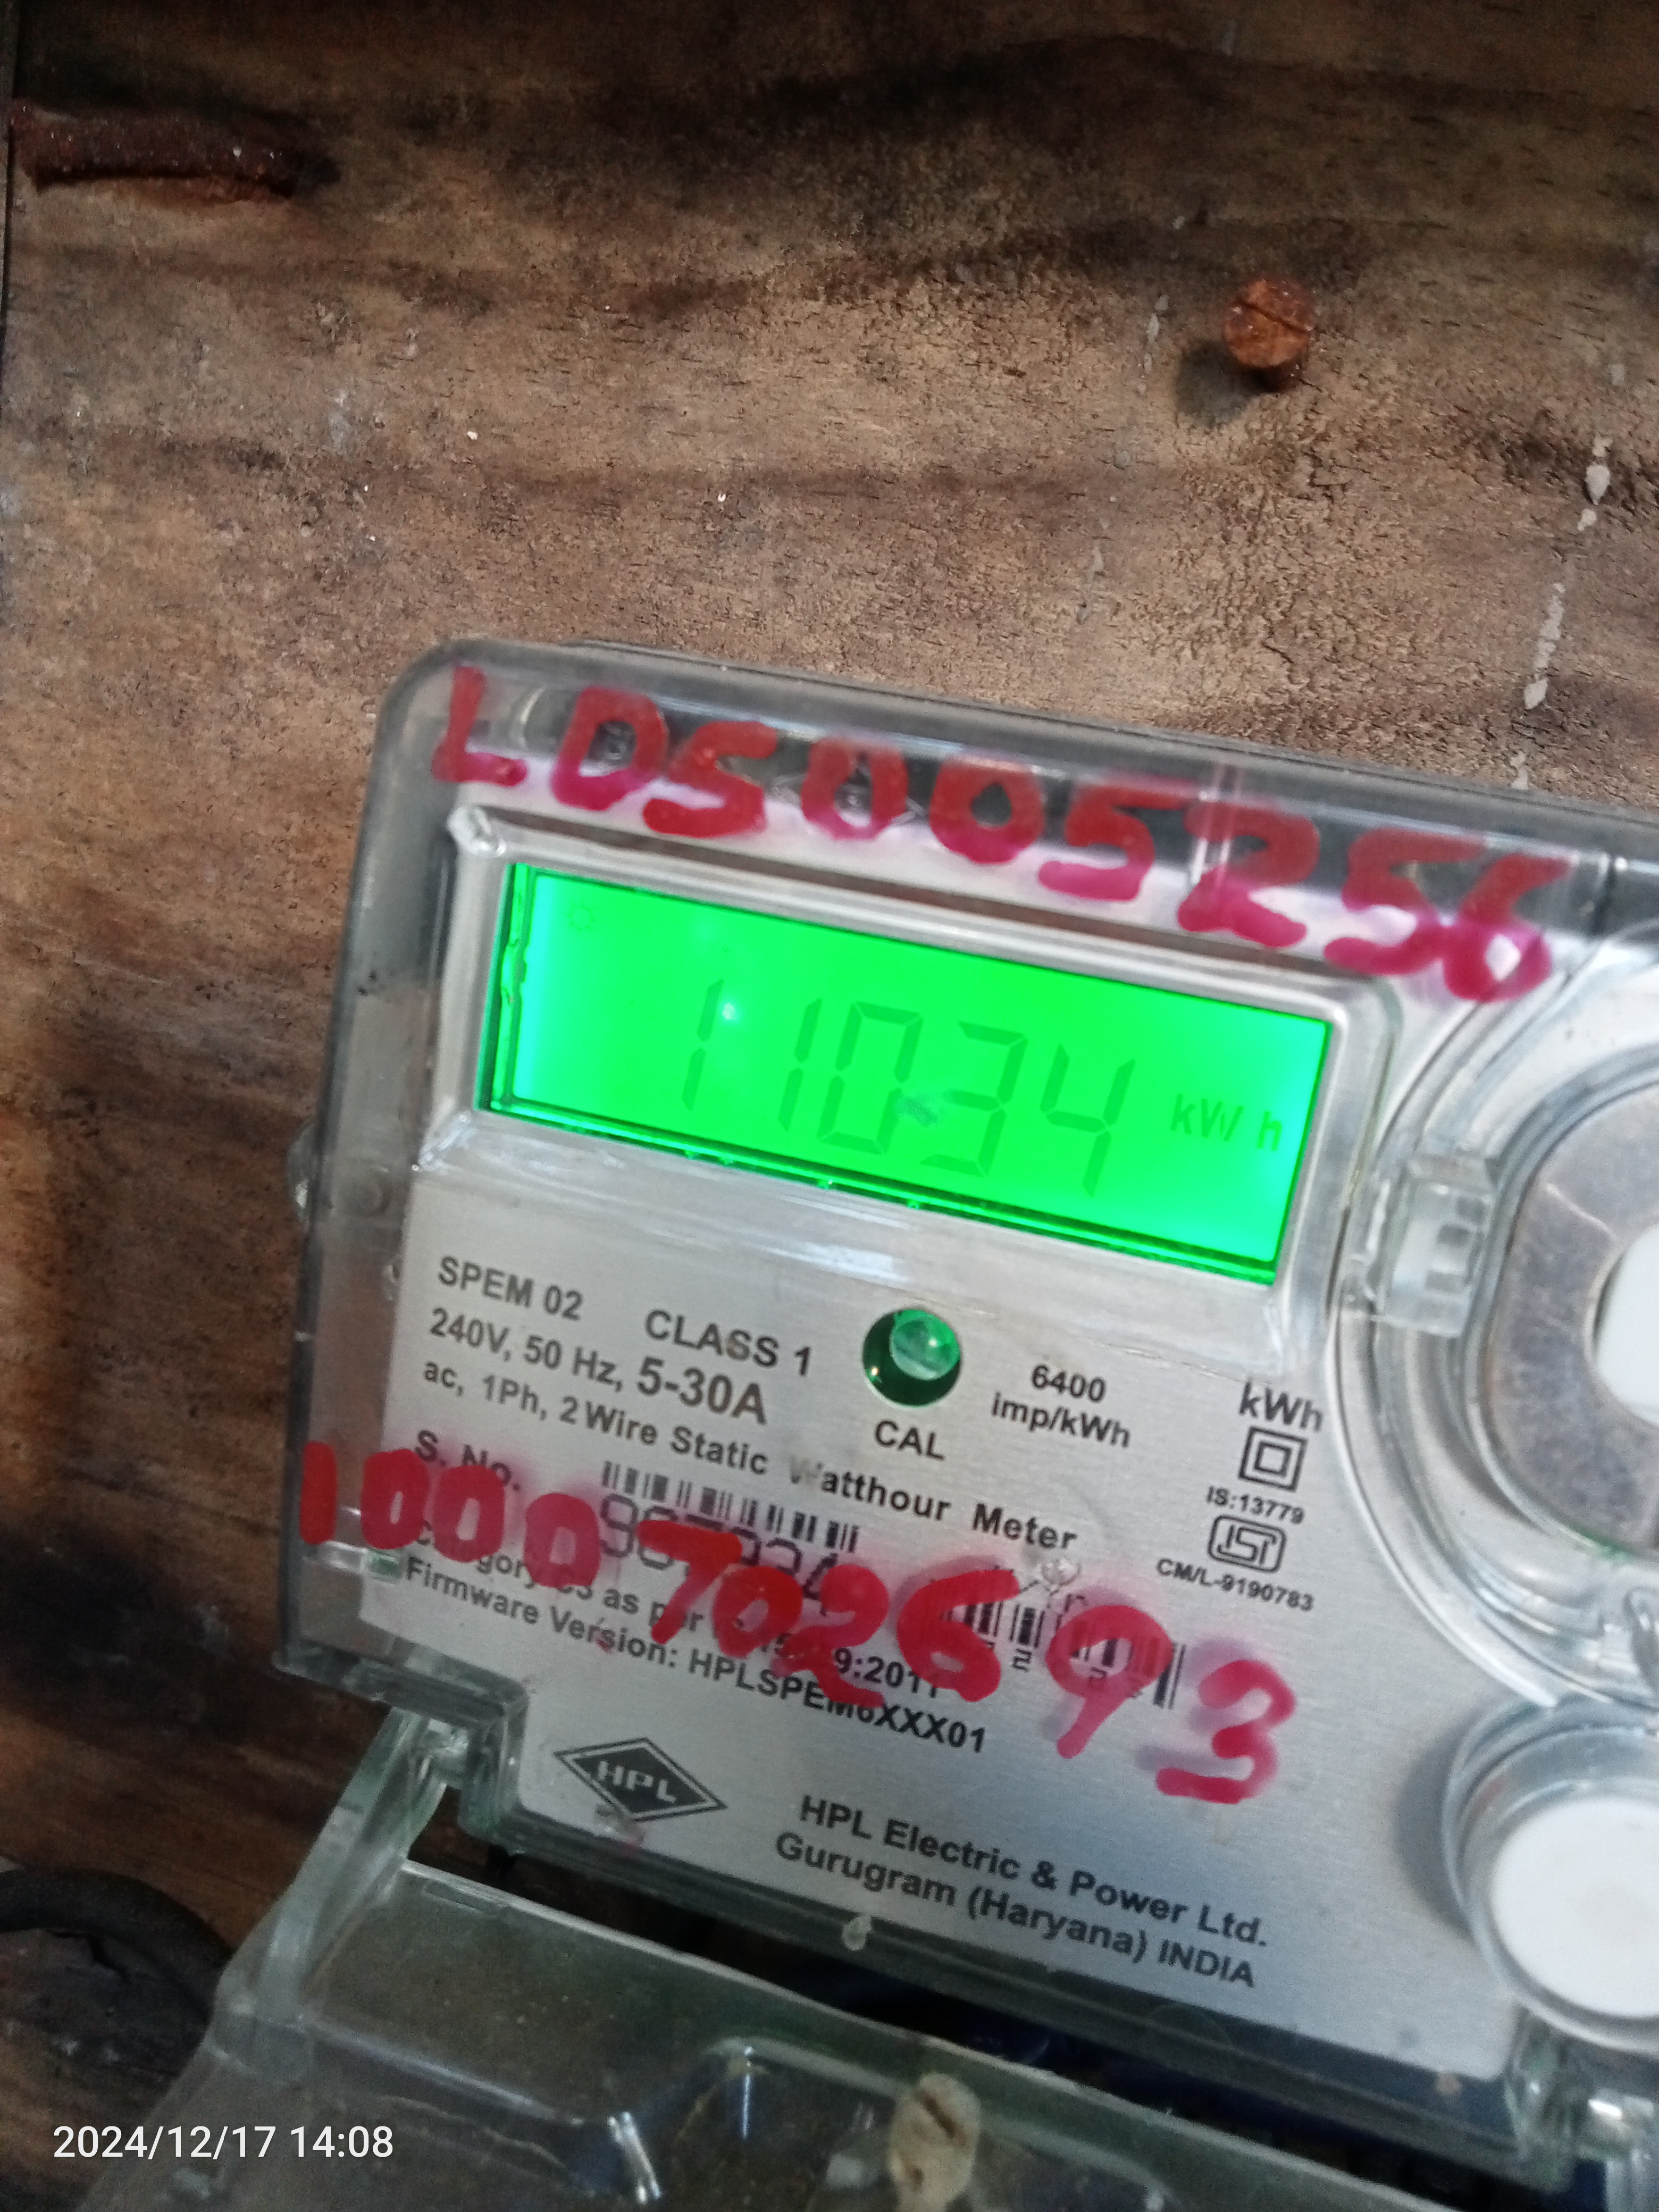 LDS005256
11034 kWh
SPEM 02 CLASS 1
240V, 50 Hz, 5-30A
ac, 1Ph, 2 Wire Static Watthour Meter
CAL
6400
imp/kWh
kWh
IS:13779
CM/L-9190783
S. No.
1000702693
as per
Firmware Version: HPLSPEM6XXX01
HPL
HPL Electric & Power Ltd.
Gurugram (Haryana) INDIA
2024/12/17 14:08